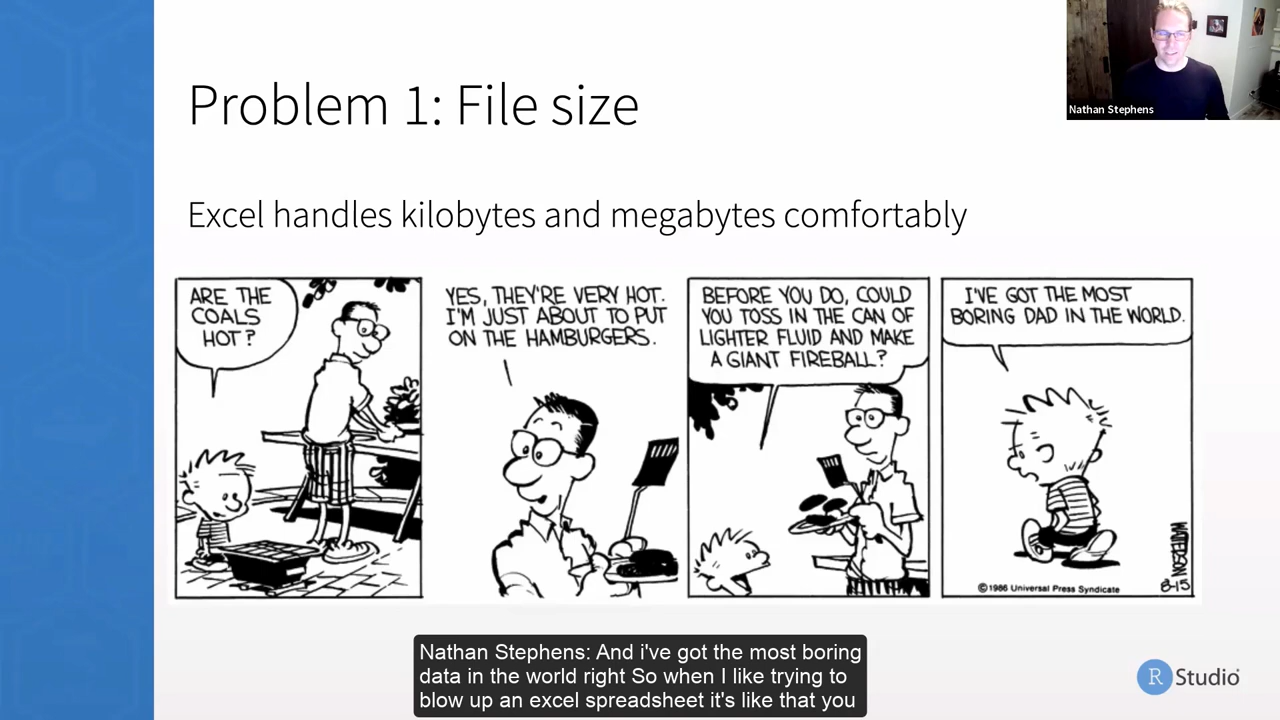 Nathan Stephens
Problem 1: File size
Excel handles kilobytes and megabytes comfortably
ARE THE
COALS
HOT?
YES, THEY'RE VERY HOT.
I'M JUST ABOUT TO PUT
ON THE HAMBURGERS.
BEFORE YOU DO, COULD
YOU TOSS IN THE CAN OF
LIGHTER FLUID AND MAKE
A GIANT FIREBALL?
I'VE GOT THE MOST
BORING DAD IN THE WORLD.
WATTERSON
8-15
©1986 Universal Press Syndicate
Nathan Stephens: And i've got the most boring
data in the world right So when I like trying to
blow up an excel spreadsheet it's like that you
R Studio